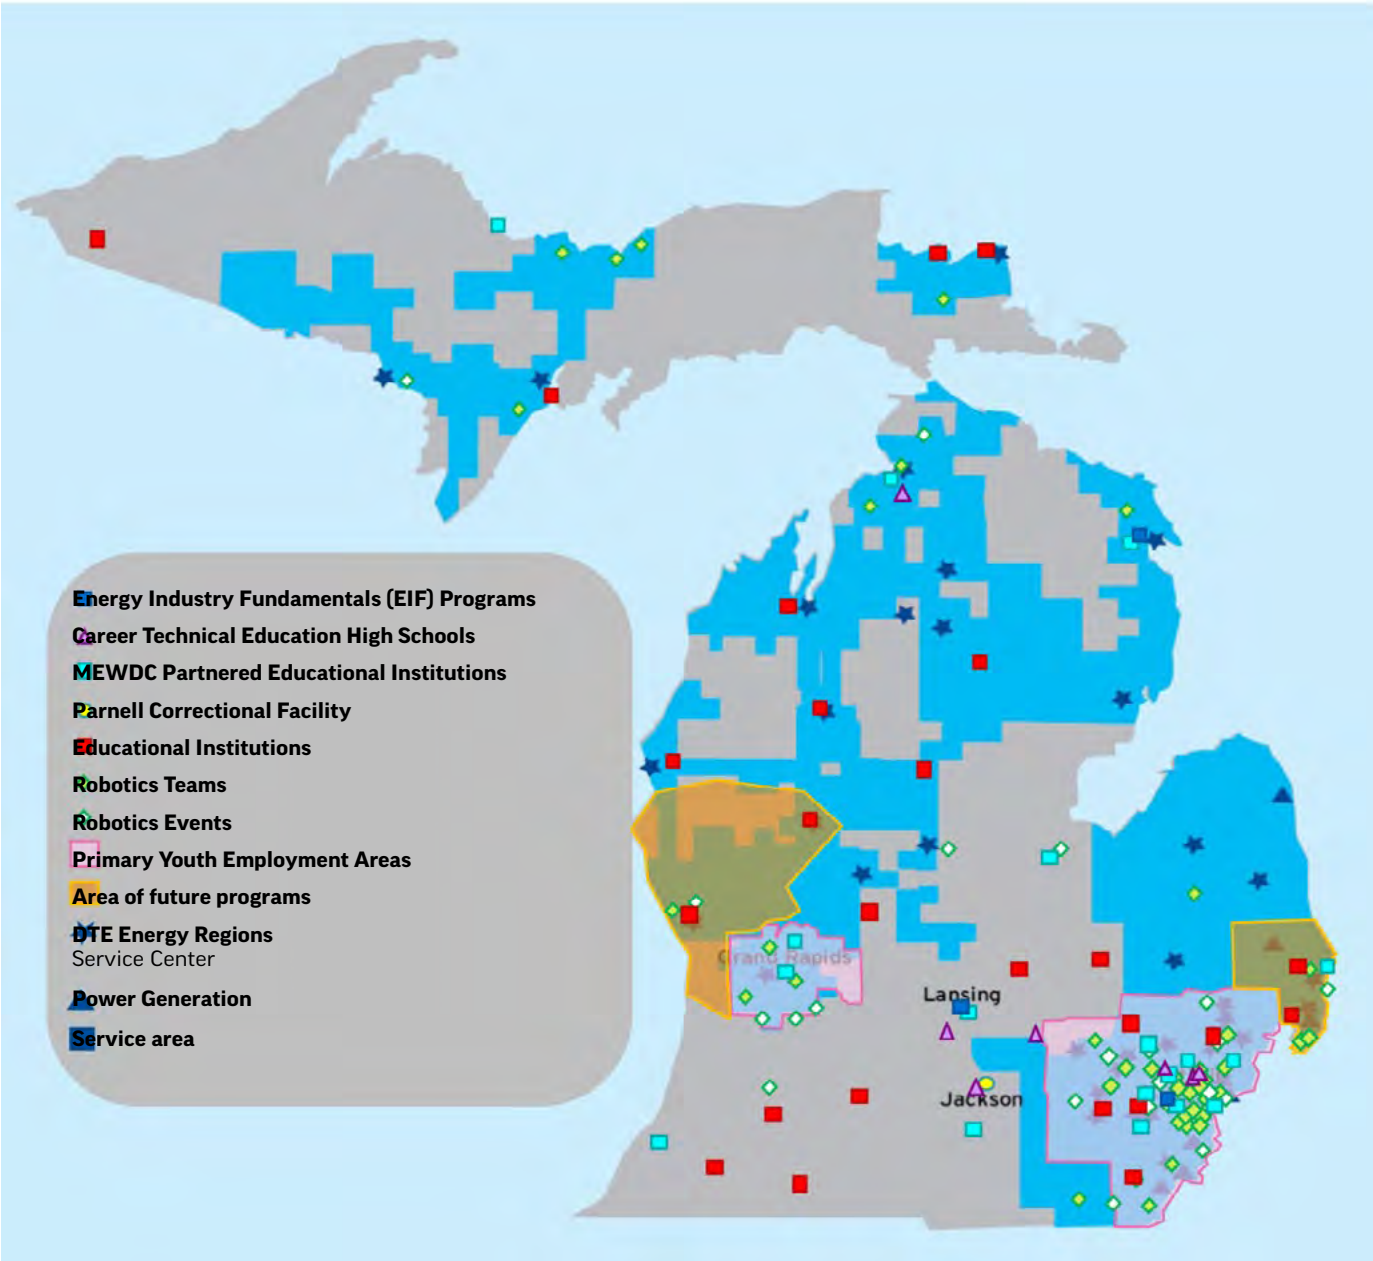 Energy Industry Fundamentals (EIF) Programs
Career Technical Education High Schools
MEWDC Partnered Educational Institutions
Parnell Correctional Facility
Educational Institutions
Robotics Teams
Robotics Events
Primary Youth Employment Areas
Area of future programs
DTE Energy Regions
Service Center
Power Generation
Service area
Grand Rapids
Lansing
Jackson